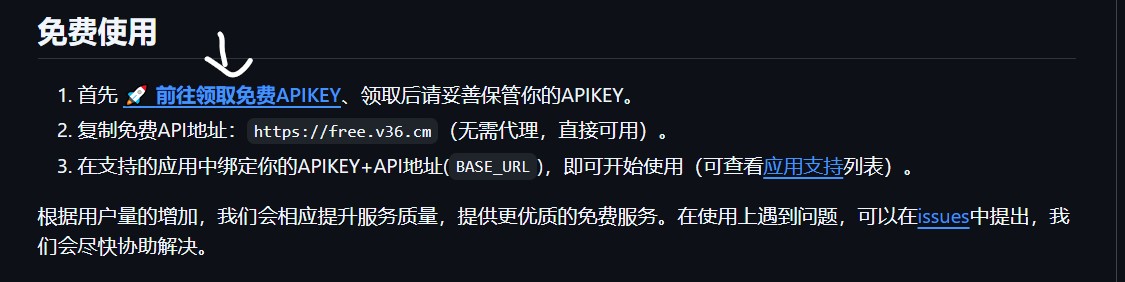 免费使用
1. 首先 🚀 前往领取免费APIKEY、领取后请妥善保管你的APIKEY。
2. 复制免费API地址：https://free.v36.cm（无需代理，直接可用）。
3. 在支持的应用中绑定你的APIKEY+API地址(BASE_URL)，即可开始使用（可查看应用支持列表）。
根据用户量的增加，我们会相应提升服务质量，提供更优质的免费服务。在使用上遇到问题，可以在issues中提出，我
们会尽快协助解决。